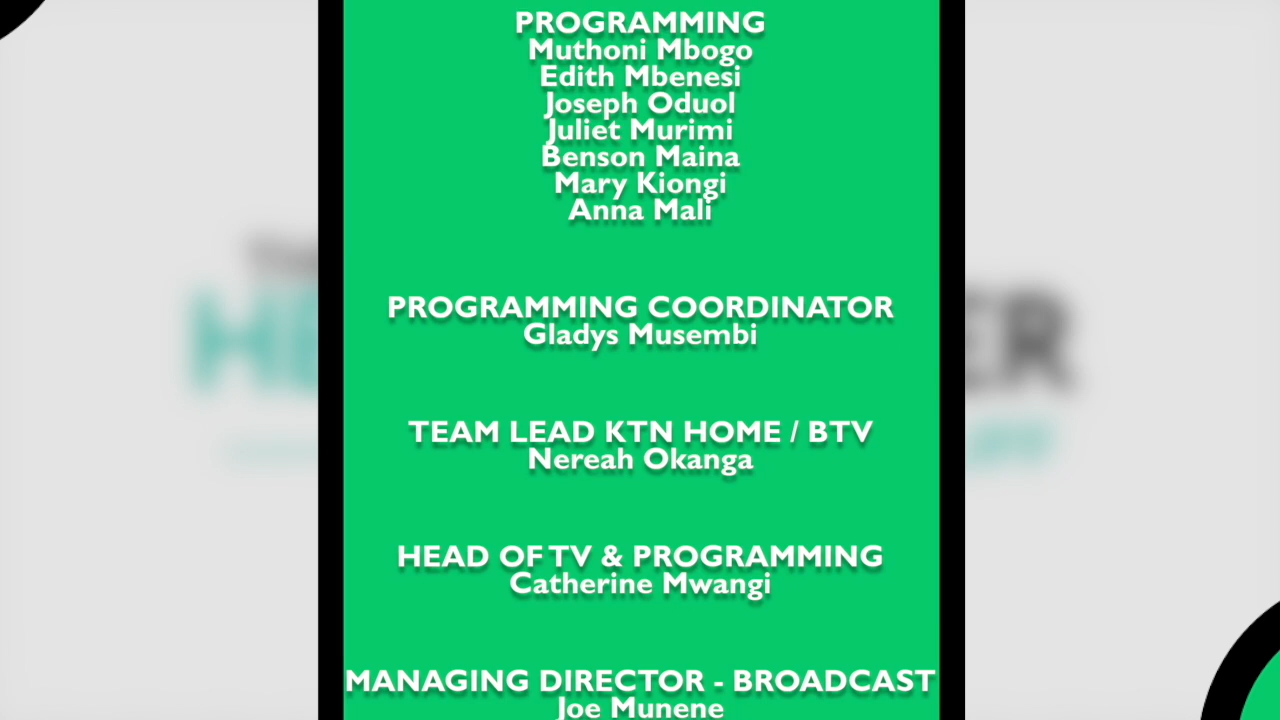 PROGRAMMING
Muthoni Mbogo
Edith Mbenesi
Joseph Oduol
Juliet Murimi
Benson Maina
Mary Kiongi
Anna Mali
PROGRAMMING COORDINATOR
Gladys Musembi
TEAM LEAD KTN HOME / BTV
Nereah Okanga
HEAD OF TV & PROGRAMMING
Catherine Mwangi
MANAGING DIRECTOR - BROADCAST
Joe Munene